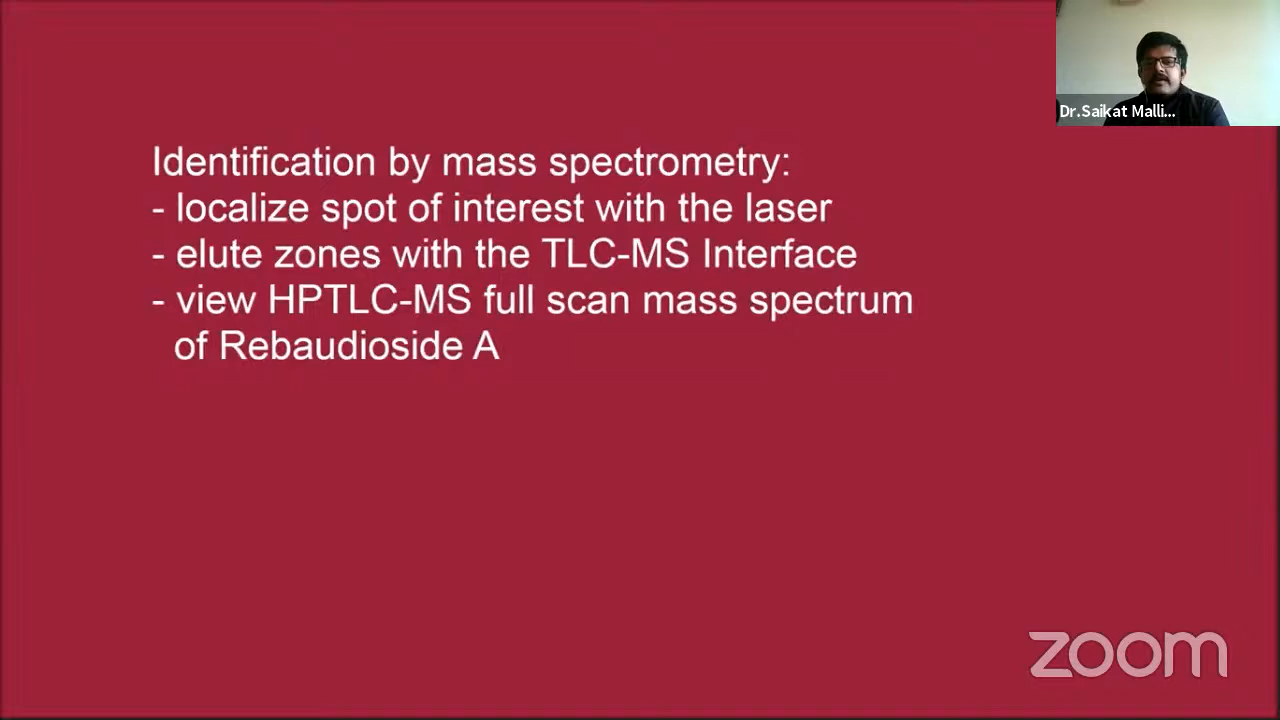 Dr.Saikat Malli...
Identification by mass spectrometry:
- localize spot of interest with the laser
- elute zones with the TLC-MS Interface
- view HPTLC-MS full scan mass spectrum
of Rebaudioside A
zoom